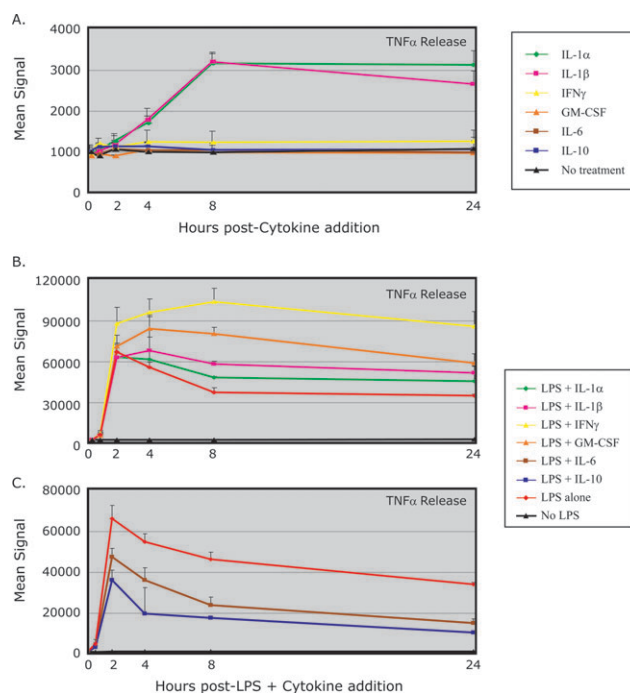 A.
TNFα Release
4000
3000
2000
1000
0
Mean Signal
0 2 4 8 24
Hours post-Cytokine addition
IL-1α
IL-1β
IFNγ
GM-CSF
IL-6
IL-10
No treatment
B.
TNFα Release
120000
90000
60000
30000
0
Mean Signal
0 2 4 8 24
C.
TNFα Release
80000
60000
40000
20000
0
Mean Signal
0 2 4 8 24
Hours post-LPS + Cytokine addition
LPS + IL-1α
LPS + IL-1β
LPS + IFNγ
LPS + GM-CSF
LPS + IL-6
LPS + IL-10
LPS alone
No LPS